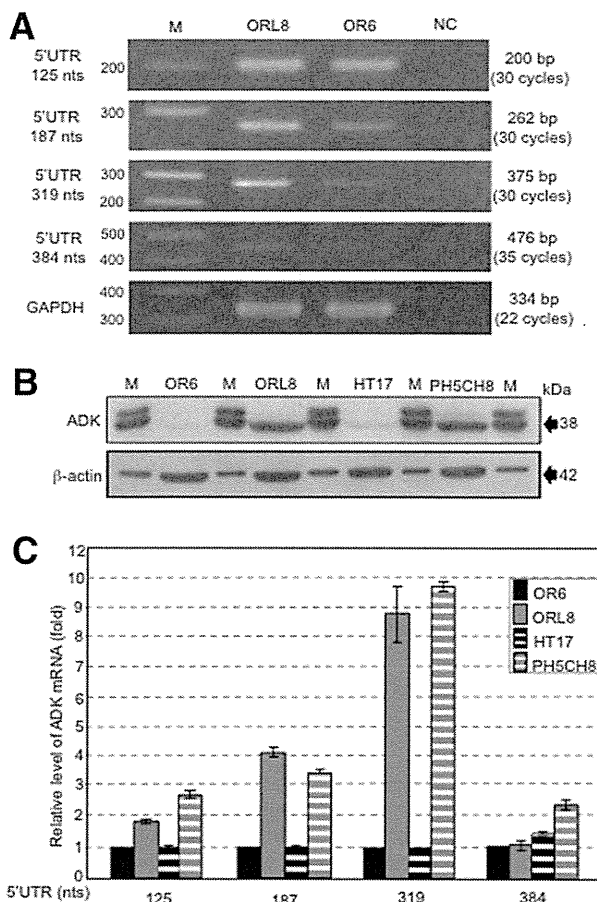 A
M ORL8 OR6 NC
5'UTR
125 nts
200
200 bp
(30 cycles)
5'UTR
187 nts
300
262 bp
(30 cycles)
5'UTR
319 nts
300
200
375 bp
(30 cycles)
5'UTR
384 nts
500
400
476 bp
(35 cycles)
GAPDH
400
300
334 bp
(22 cycles)
B
M OR6 M ORL8 M HT17 M PH5CH8 M kDa
ADK
38
β-actin
42
C
Relative level of ADK mRNA (fold)
12
10
9
8
7
6
5
4
3
2
1
0
OR6
ORL8
HT17
PH5CH8
5'UTR (nts) 125 187 319 384